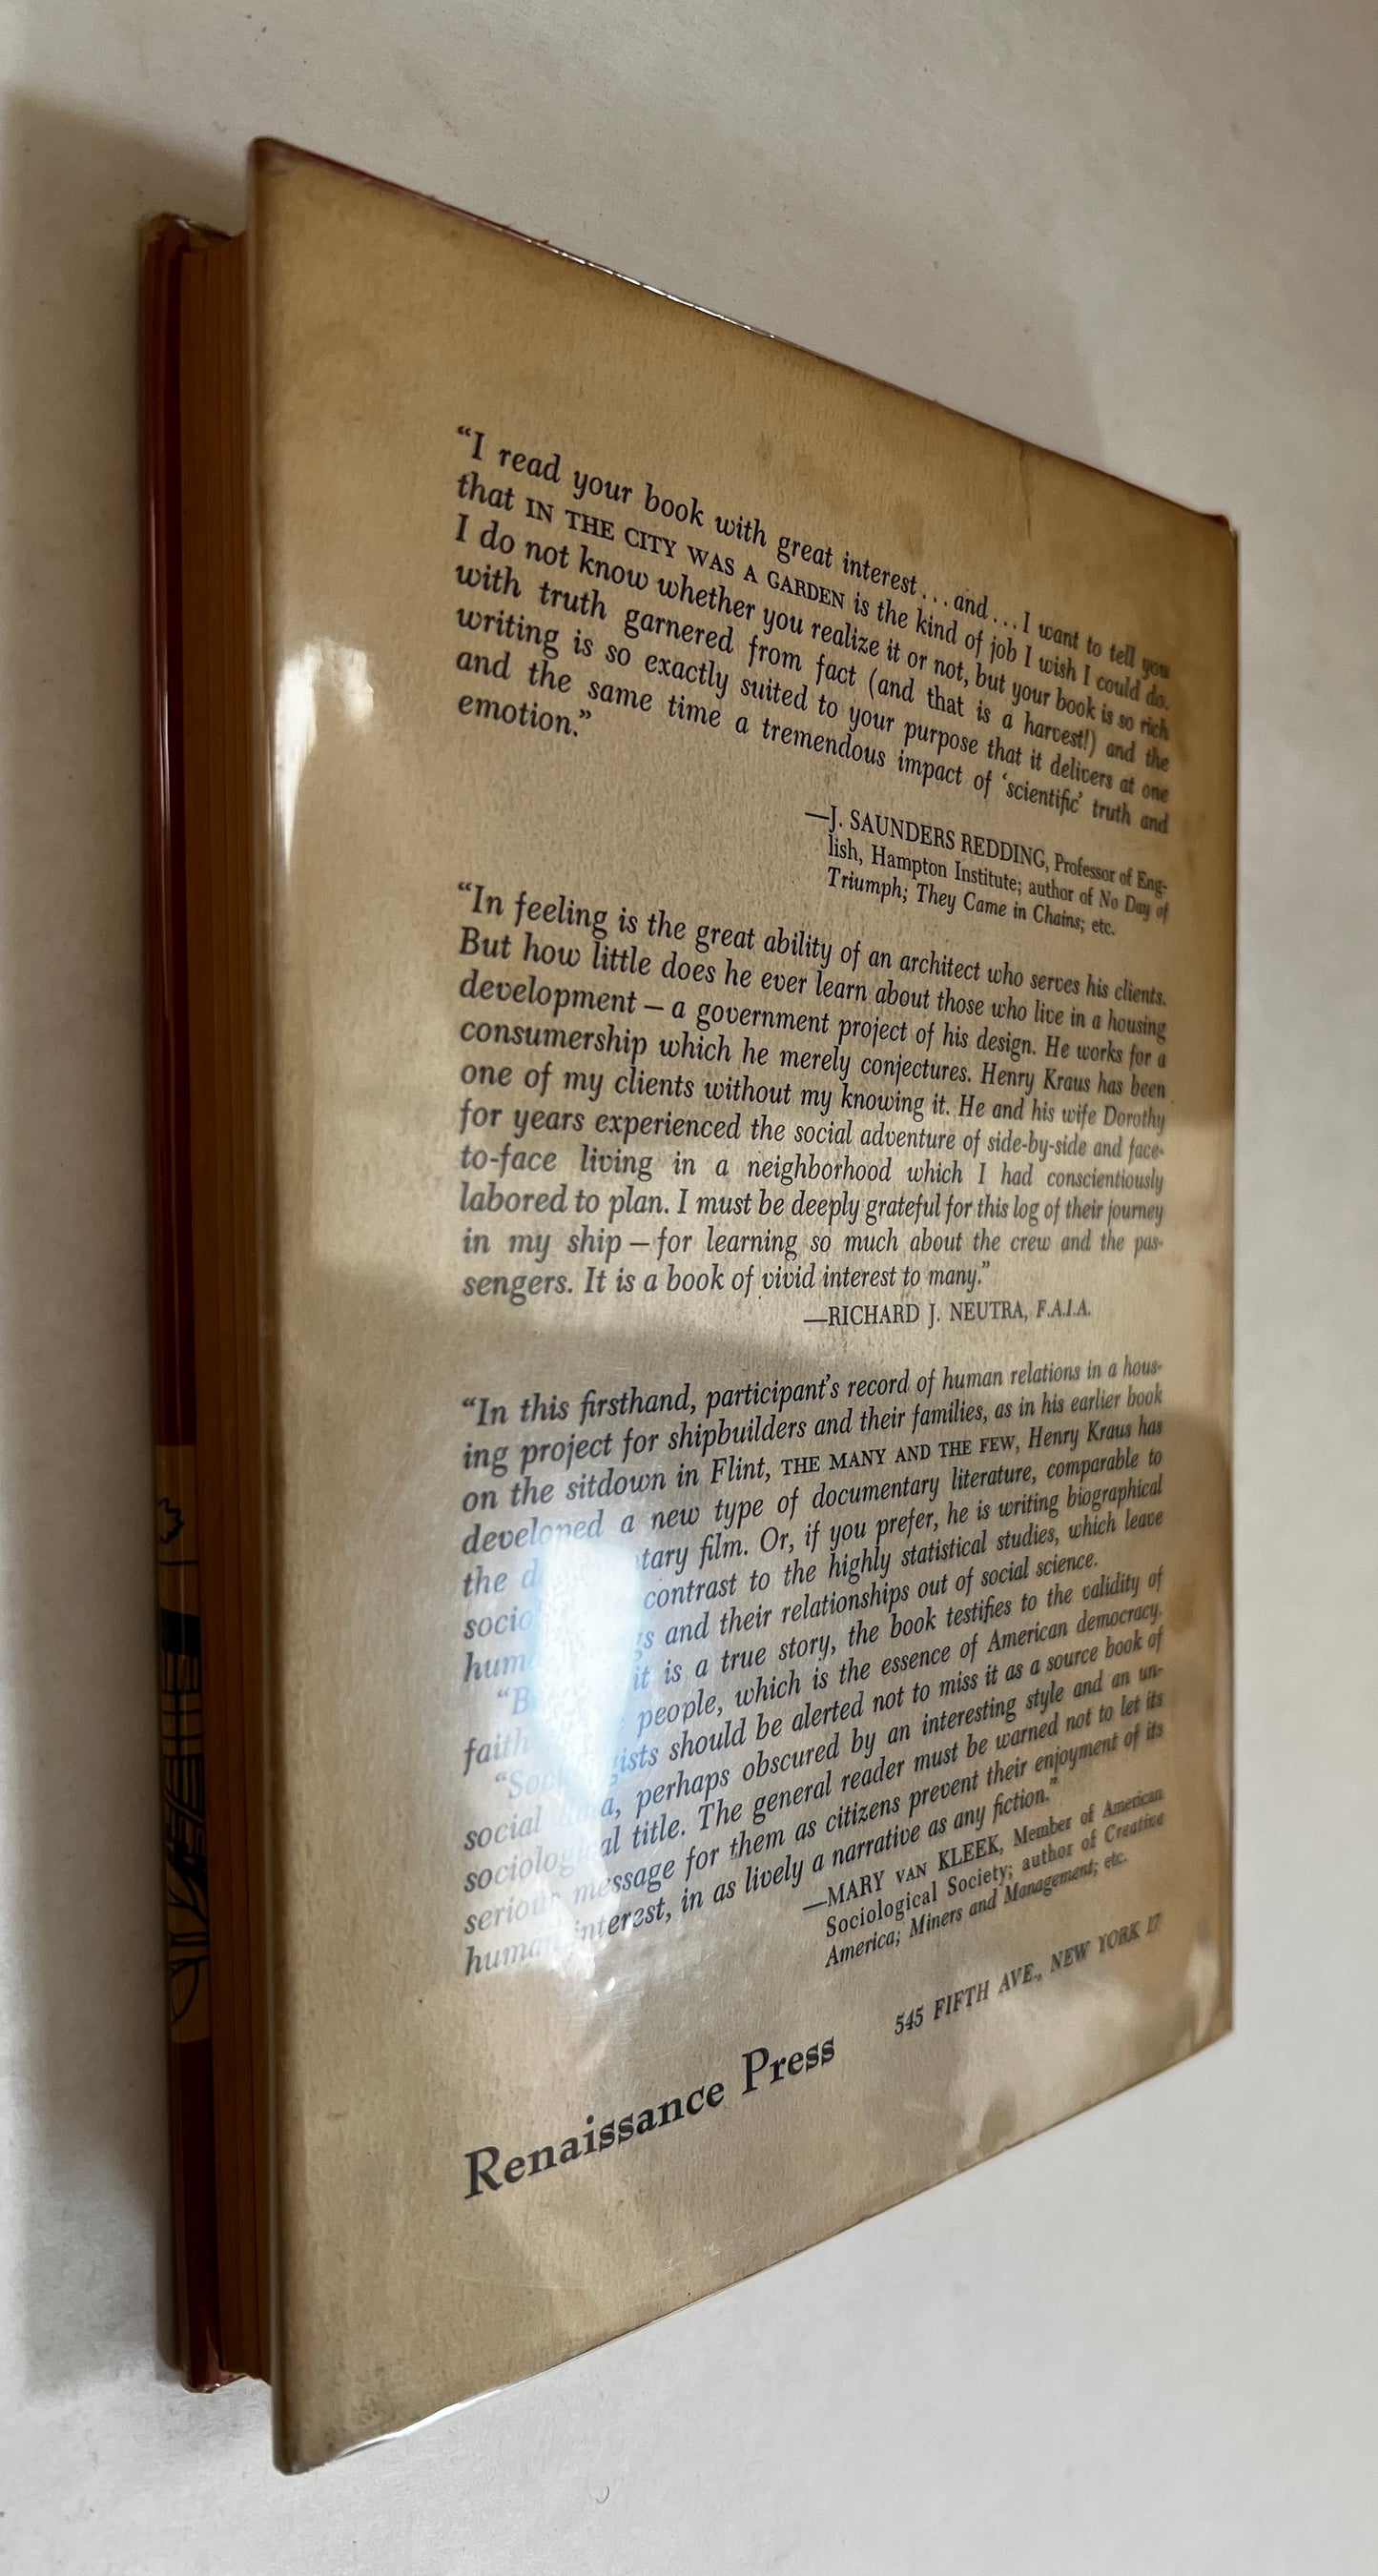 “I read your book with great interest . . . and . . . I want to tell you
that IN THE CITY WAS A GARDEN is the kind of job I wish I could do.
I do not know whether you realize it or not, but your book is so rich
with truth garnered from fact (and that is a harvest!) and the
writing is so exactly suited to your purpose that it delivers at one
and the same time a tremendous impact of ‘scientific’ truth and
emotion.”
—J. SAUNDERS REDDING, Professor of Eng-
lish, Hampton Institute; author of No Day of
Triumph; They Came in Chains; etc.
“In feeling is the great ability of an architect who serves his clients.
But how little does he ever learn about those who live in a housing
development — a government project of his design. He works for a
consumership which he merely conjectures. Henry Kraus has been
one of my clients without my knowing it. He and his wife Dorothy
for years experienced the social adventure of side-by-side and face-
to-face living in a neighborhood which I had conscientiously
labored to plan. I must be deeply grateful for this log of their journey
in my ship — for learning so much about the crew and the pas-
sengers. It is a book of vivid interest to many.”
—RICHARD J. NEUTRA, F.A.I.A.
“In this firsthand, participant’s record of human relations in a hous-
ing project for shipbuilders and their families, as in his earlier book
on the sitdown in Flint, THE MANY AND THE FEW, Henry Kraus has
developed a new type of documentary literature, comparable to
the film. Or, if you prefer, he is writing biographical
contrast to the highly statistical studies, which leave
and their relationships out of social science.
it is a true story, the book testifies to the validity of
faith people, which is the essence of American democracy.
should be alerted not to miss it as a source book of
social perhaps obscured by an interesting style and an un-
sociological title. The general reader must be warned not to let its
serious message for them as citizens prevent their enjoyment of its
human interest, in as lively a narrative as any fiction.”
—MARY VAN KLEEK, Member of American
Sociological Society; author of Creative
America; Miners and Management; etc.
Renaissance Press 545 FIFTH AVE., NEW YORK 17